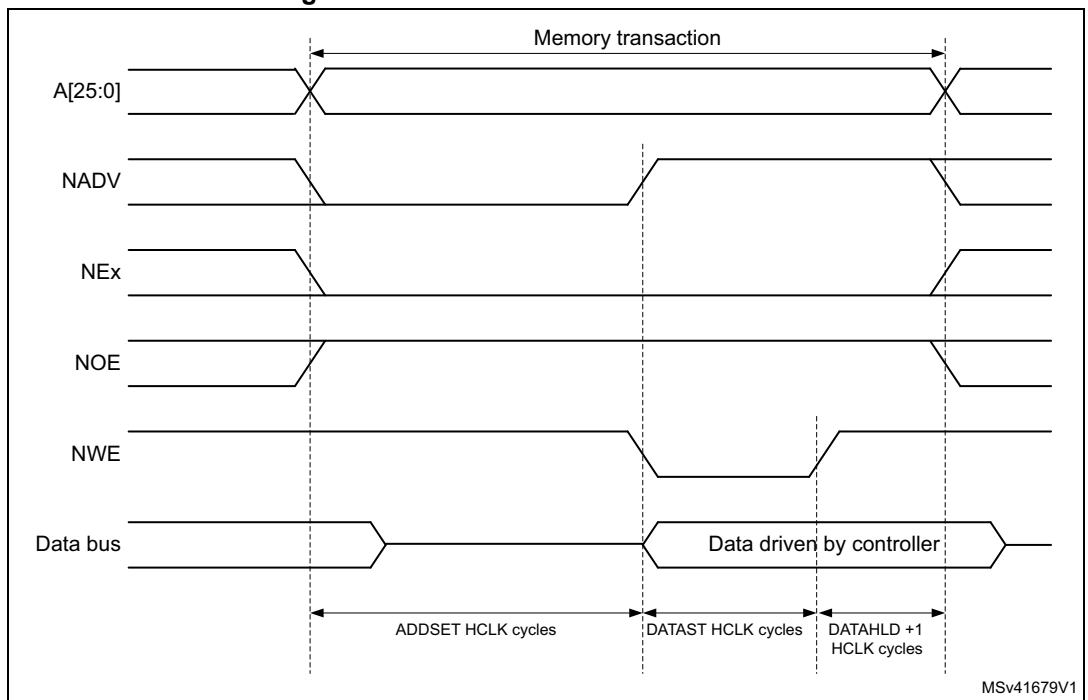 Memory transaction
A[25:0]
NADV
NEx
NOE
NWE
Data bus
Data driven by controller
ADDSET HCLK cycles
DATAST HCLK cycles
DATAHLD +1
HCLK cycles
MSv41679V1